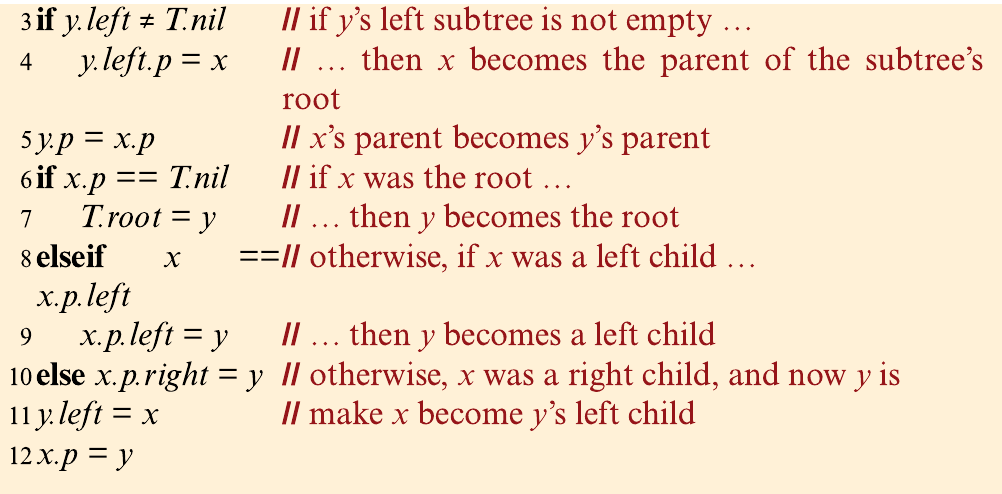 3 if y.left ≠ T.nil // if y’s left subtree is not empty …
4 y.left.p = x // … then x becomes the parent of the subtree’s
root
5 y.p = x.p // x’s parent becomes y’s parent
6 if x.p == T.nil // if x was the root …
7 T.root = y // … then y becomes the root
8 elseif x == // otherwise, if x was a left child …
x.p.left
9 x.p.left = y // … then y becomes a left child
10 else x.p.right = y // otherwise, x was a right child, and now y is
11 y.left = x // make x become y’s left child
12 x.p = y